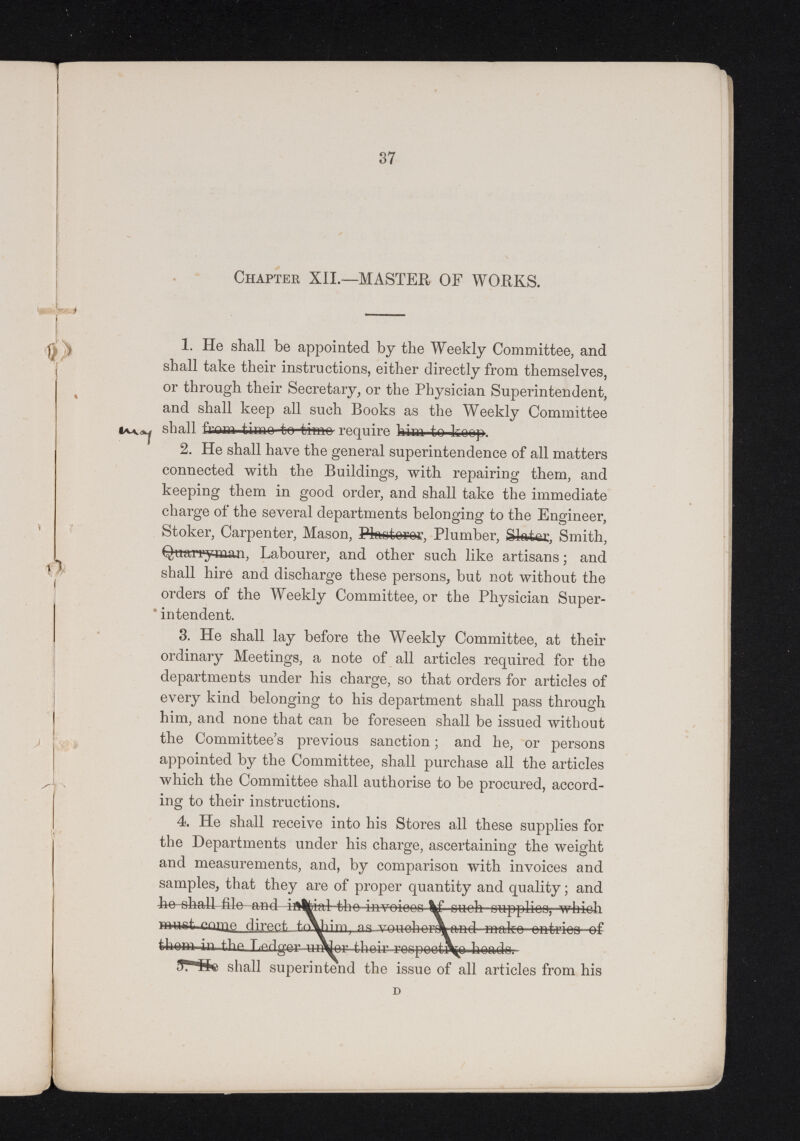 37
CHAPTER XII.—MASTER OF WORKS.
1. He shall be appointed by the Weekly Committee, and
shall take their instructions, either directly from themselves,
or through their Secretary, or the Physician Superintendent,
and shall keep all such Books as the Weekly Committee
may shall from time to time require him to keep.
2. He shall have the general superintendence of all matters
connected with the Buildings, with repairing them, and
keeping them in good order, and shall take the immediate
charge of the several departments belonging to the Engineer,
Stoker, Carpenter, Mason, Plasterer, Plumber, Slater, Smith,
Quarryman, Labourer, and other such like artisans; and
shall hire and discharge these persons, but not without the
orders of the Weekly Committee, or the Physician Super-
intendent.
3. He shall lay before the Weekly Committee, at their
ordinary Meetings, a note of all articles required for the
departments under his charge, so that orders for articles of
every kind belonging to his department shall pass through
him, and none that can be foreseen shall be issued without
the Committee's previous sanction; and he, or persons
appointed by the Committee, shall purchase all the articles
which the Committee shall authorise to be procured, accord-
ing to their instructions.
4. He shall receive into his Stores all these supplies for
the Departments under his charge, ascertaining the weight
and measurements, and, by comparison with invoices and
samples, that they are of proper quantity and quality; and
he shall file and initial the invoices of such supplies, which
must come direct to him, as vouchers, and make entries of
them in the Ledger under their respective heads.
5. He shall superintend the issue of all articles from his
D